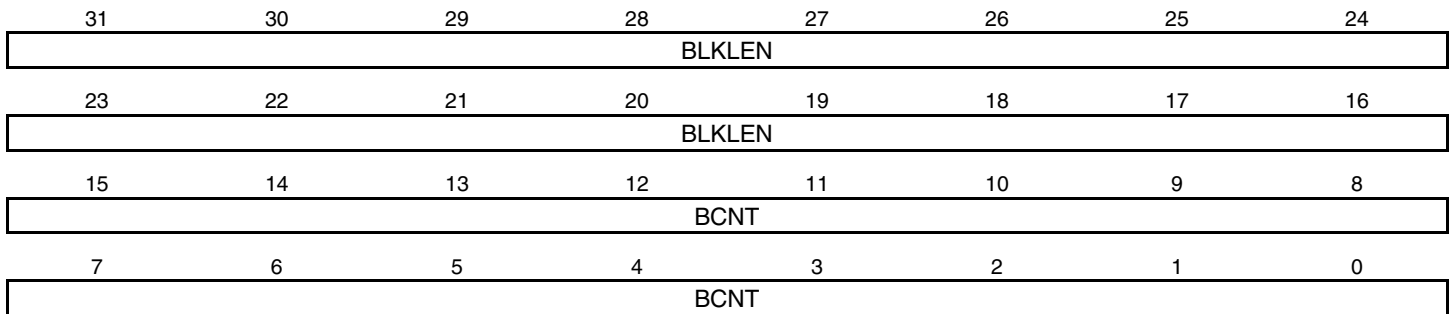 31 30 29 28 27 26 25 24
BLKLEN
23 22 21 20 19 18 17 16
BLKLEN
15 14 13 12 11 10 9 8
BCNT
7 6 5 4 3 2 1 0
BCNT